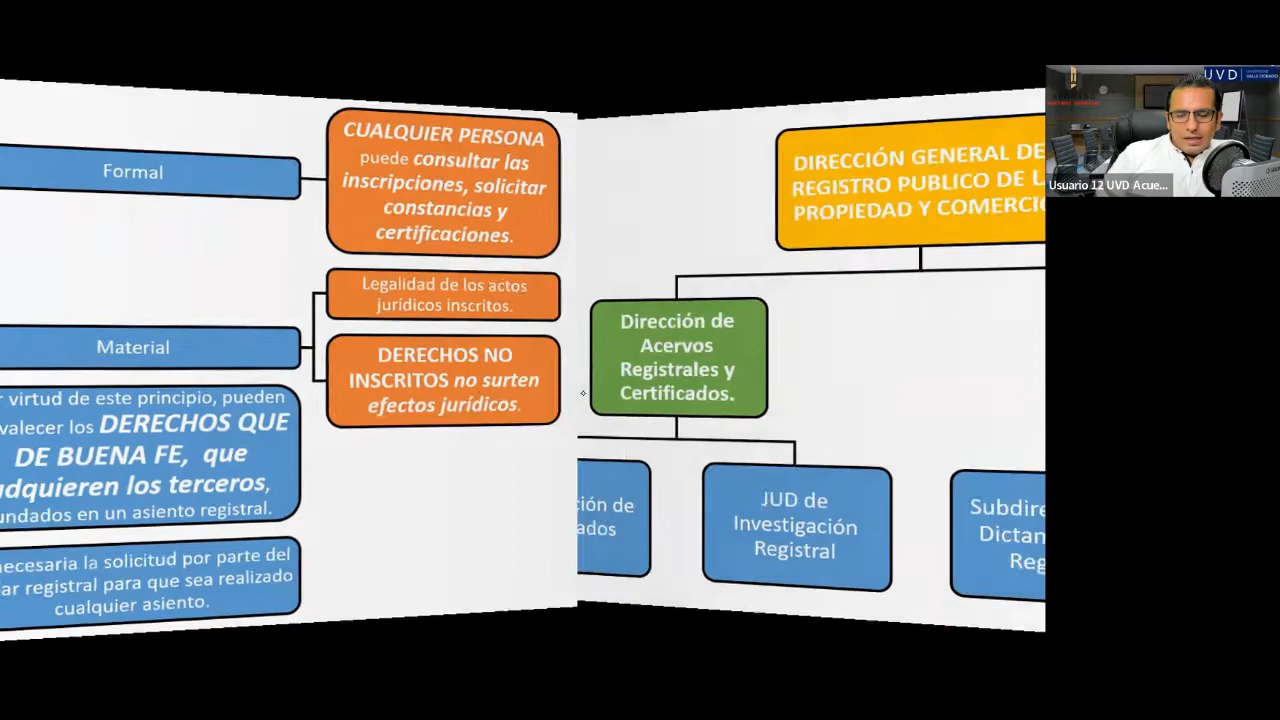 Formal
CUALQUIER PERSONA
puede consultar las
inscripciones, solicitar
constancias y
certificaciones.
Legalidad de los actos
jurídicos inscritos.
Material
DERECHOS NO
INSCRITOS no surten
efectos jurídicos.
virtud de este principio, pueden
valecer los DERECHOS QUE
DE BUENA FE, que
dquieren los terceros,
undados en un asiento registral.
necesaria la solicitud por parte del
ar registral para que sea realizado
cualquier asiento.
DIRECCIÓN GENERAL DE
REGISTRO PUBLICO DE L
PROPIEDAD Y COMERCIO
Dirección de
Acervos
Registrales y
Certificados.
ción de
ados
JUD de
Investigación
Registral
Subdire
Dictan
Reg
UVD
Usuario 12 UVD Acue...